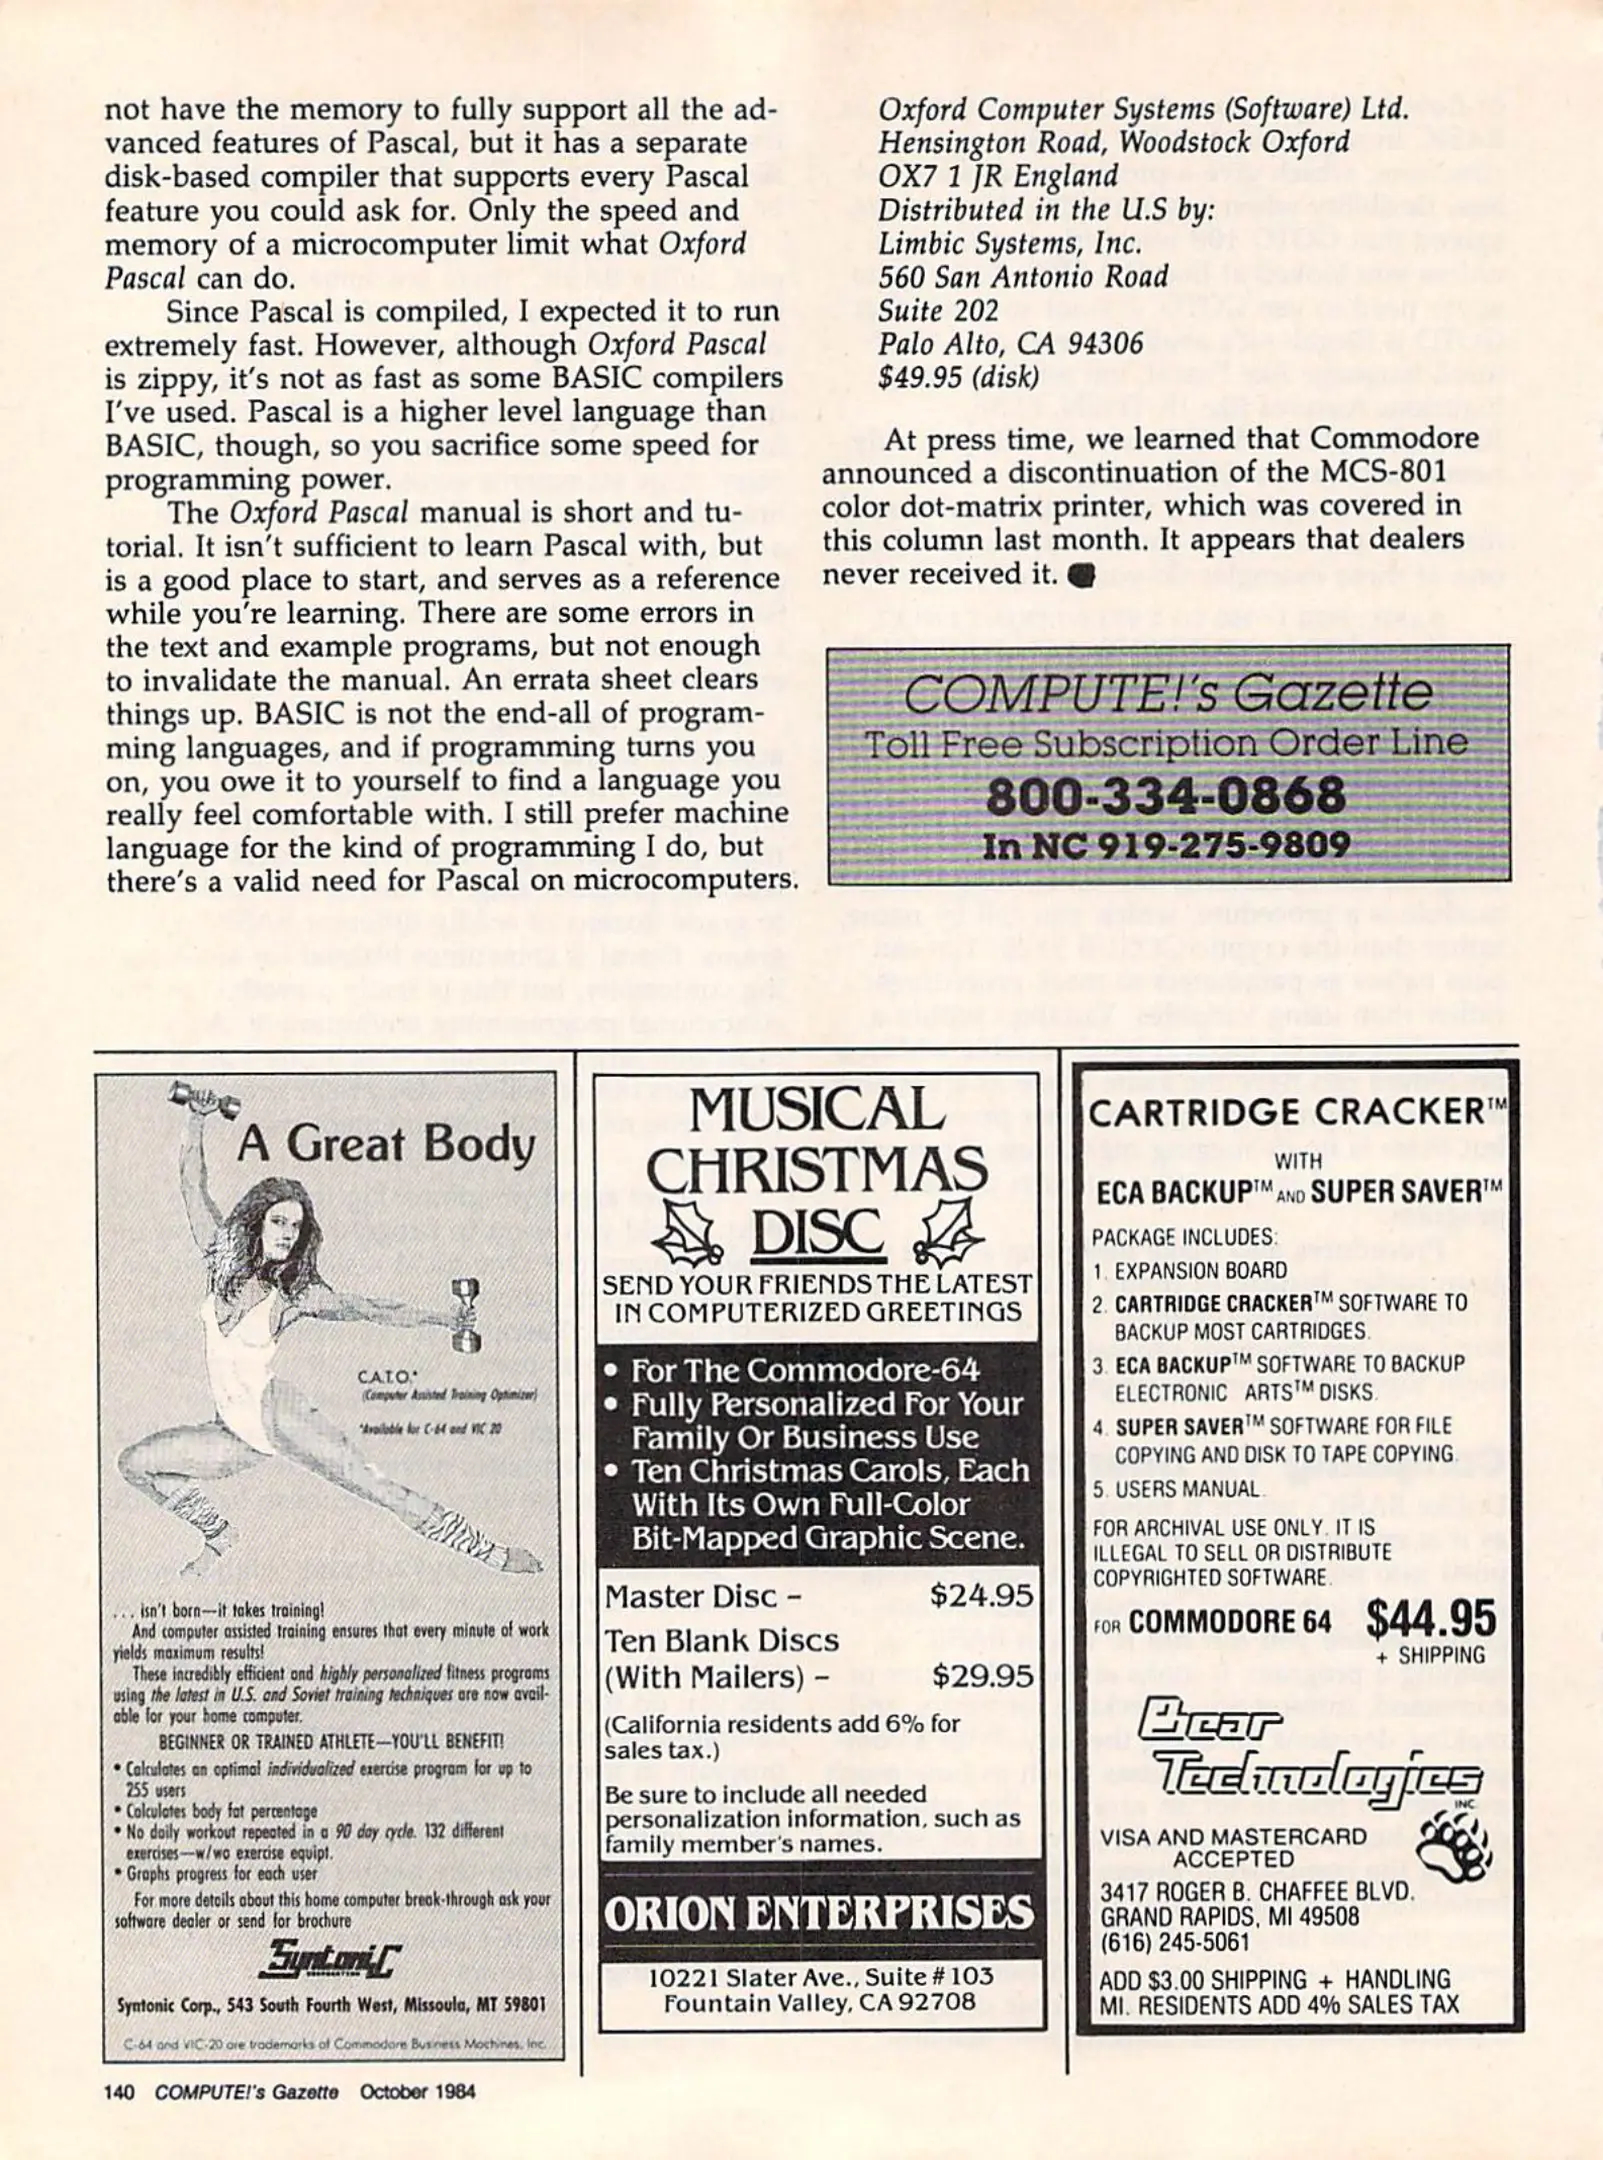 not have the memory to fully support all the ad-
vanced features of Pascal, but it has a separate
disk-based compiler that supports every Pascal
feature you could ask for. Only the speed and
memory of a microcomputer limit what Oxford
Pascal can do.
Since Pascal is compiled, I expected it to run
extremely fast. However, although Oxford Pascal
is zippy, it's not as fast as some BASIC compilers
I've used. Pascal is a higher level language than
BASIC, though, so you sacrifice some speed for
programming power.
The Oxford Pascal manual is short and tu-
torial. It isn't sufficient to learn Pascal with, but
is a good place to start, and serves as a reference
while you're learning. There are some errors in
the text and example programs, but not enough
to invalidate the manual. An errata sheet clears
things up. BASIC is not the end-all of program-
ming languages, and if programming turns you
on, you owe it to yourself to find a language you
really feel comfortable with. I still prefer machine
language for the kind of programming I do, but
there's a valid need for Pascal on microcomputers.
Oxford Computer Systems (Software) Ltd.
Hensington Road, Woodstock Oxford
OX7 1 JR England
Distributed in the U.S by:
Limbic Systems, Inc.
560 San Antonio Road
Suite 202
Palo Alto, CA 94306
$49.95 (disk)
At press time, we learned that Commodore
announced a discontinuation of the MCS-801
color dot-matrix printer, which was covered in
this column last month. It appears that dealers
never received it.
COMPUTE!'s Gazette
Toll Free Subscription Order Line
800-334-0868
In NC 919-275-9809
A Great Body
C.A.T.O.*
(Computer Assisted Training Optimizer)
*Available for C-64 and VIC 20
. . . isn't born—it takes training!
And computer assisted training ensures that every minute of work
yields maximum results!
These incredibly efficient and highly personalized fitness programs
using the latest in U.S. and Soviet training techniques are now avail-
able for your home computer.
BEGINNER OR TRAINED ATHLETE—YOU'LL BENEFIT!
• Calculates an optimal individualized exercise program for up to
255 users
• Calculates body fat percentage
• No daily workout repeated in a 90 day cycle. 132 different
exercises—w/wo exercise equipt.
• Graphs progress for each user
For more details about this home computer break-through ask your
software dealer or send for brochure
Syntonic
CORPORATION
Syntonic Corp., 543 South Fourth West, Missoula, MT 59801
C-64 and VIC-20 are trademarks of Commodore Business Machines, Inc.
MUSICAL
CHRISTMAS
DISC
SEND YOUR FRIENDS THE LATEST
IN COMPUTERIZED GREETINGS
• For The Commodore-64
• Fully Personalized For Your
Family Or Business Use
• Ten Christmas Carols, Each
With Its Own Full-Color
Bit-Mapped Graphic Scene.
Master Disc – $24.95
Ten Blank Discs
(With Mailers) – $29.95
(California residents add 6% for
sales tax.)
Be sure to include all needed
personalization information, such as
family member's names.
ORION ENTERPRISES
10221 Slater Ave., Suite # 103
Fountain Valley, CA 92708
CARTRIDGE CRACKER™
WITH
ECA BACKUP™ AND SUPER SAVER™
PACKAGE INCLUDES:
1. EXPANSION BOARD
2. CARTRIDGE CRACKER™ SOFTWARE TO
BACKUP MOST CARTRIDGES.
3. ECA BACKUP™ SOFTWARE TO BACKUP
ELECTRONIC ARTS™ DISKS.
4. SUPER SAVER™ SOFTWARE FOR FILE
COPYING AND DISK TO TAPE COPYING.
5. USERS MANUAL.
FOR ARCHIVAL USE ONLY. IT IS
ILLEGAL TO SELL OR DISTRIBUTE
COPYRIGHTED SOFTWARE.
FOR COMMODORE 64 $44.95
+ SHIPPING
Bear
Technologies
INC.
VISA AND MASTERCARD
ACCEPTED
3417 ROGER B. CHAFFEE BLVD.
GRAND RAPIDS, MI 49508
(616) 245-5061
ADD $3.00 SHIPPING + HANDLING
MI. RESIDENTS ADD 4% SALES TAX
140 COMPUTE!'s Gazette October 1984